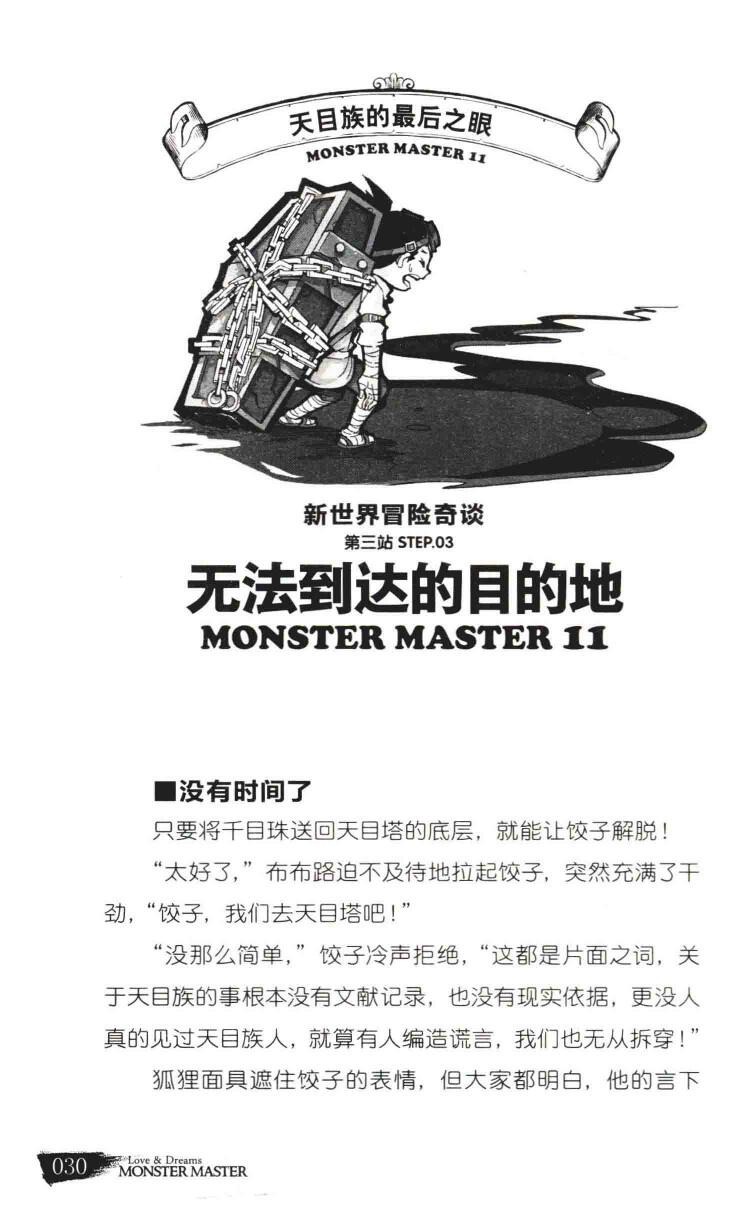 天目族的最后之眼
MONSTER MASTER 11
新世界冒险奇谈
第三站 STEP.03
无法到达的目的地
MONSTER MASTER 11
■没有时间了
只要将千目珠送回天目塔的底层，就能让饺子解脱！
“太好了，”布布路迫不及待地拉起饺子，突然充满了干
劲，“饺子，我们去天目塔吧！”
“没那么简单，”饺子冷声拒绝，“这都是片面之词，关
于天目族的事根本没有文献记录，也没有现实依据，更没人
真的见过天目族人，就算有人编造谎言，我们也无从拆穿！”
狐狸面具遮住饺子的表情，但大家都明白，他的言下
030
Love & Dreams
MONSTER MASTER